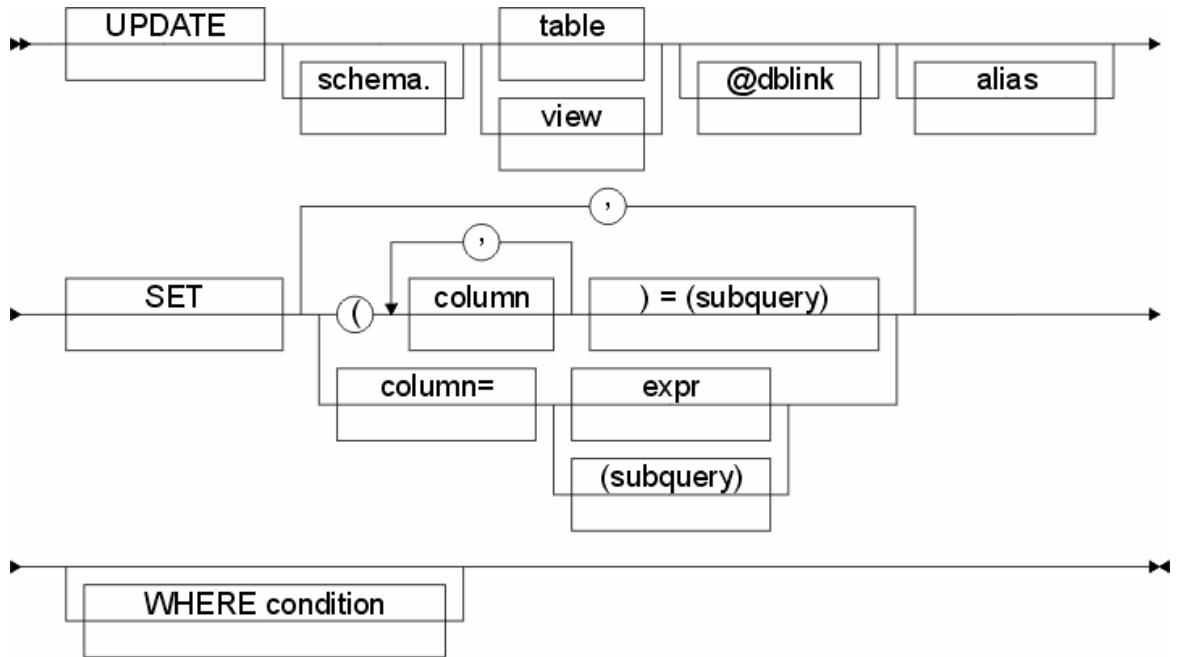 UPDATE table
schema. @dblink alias
view
,
,
SET ( column ) = (subquery)
column= expr
(subquery)
WHERE condition